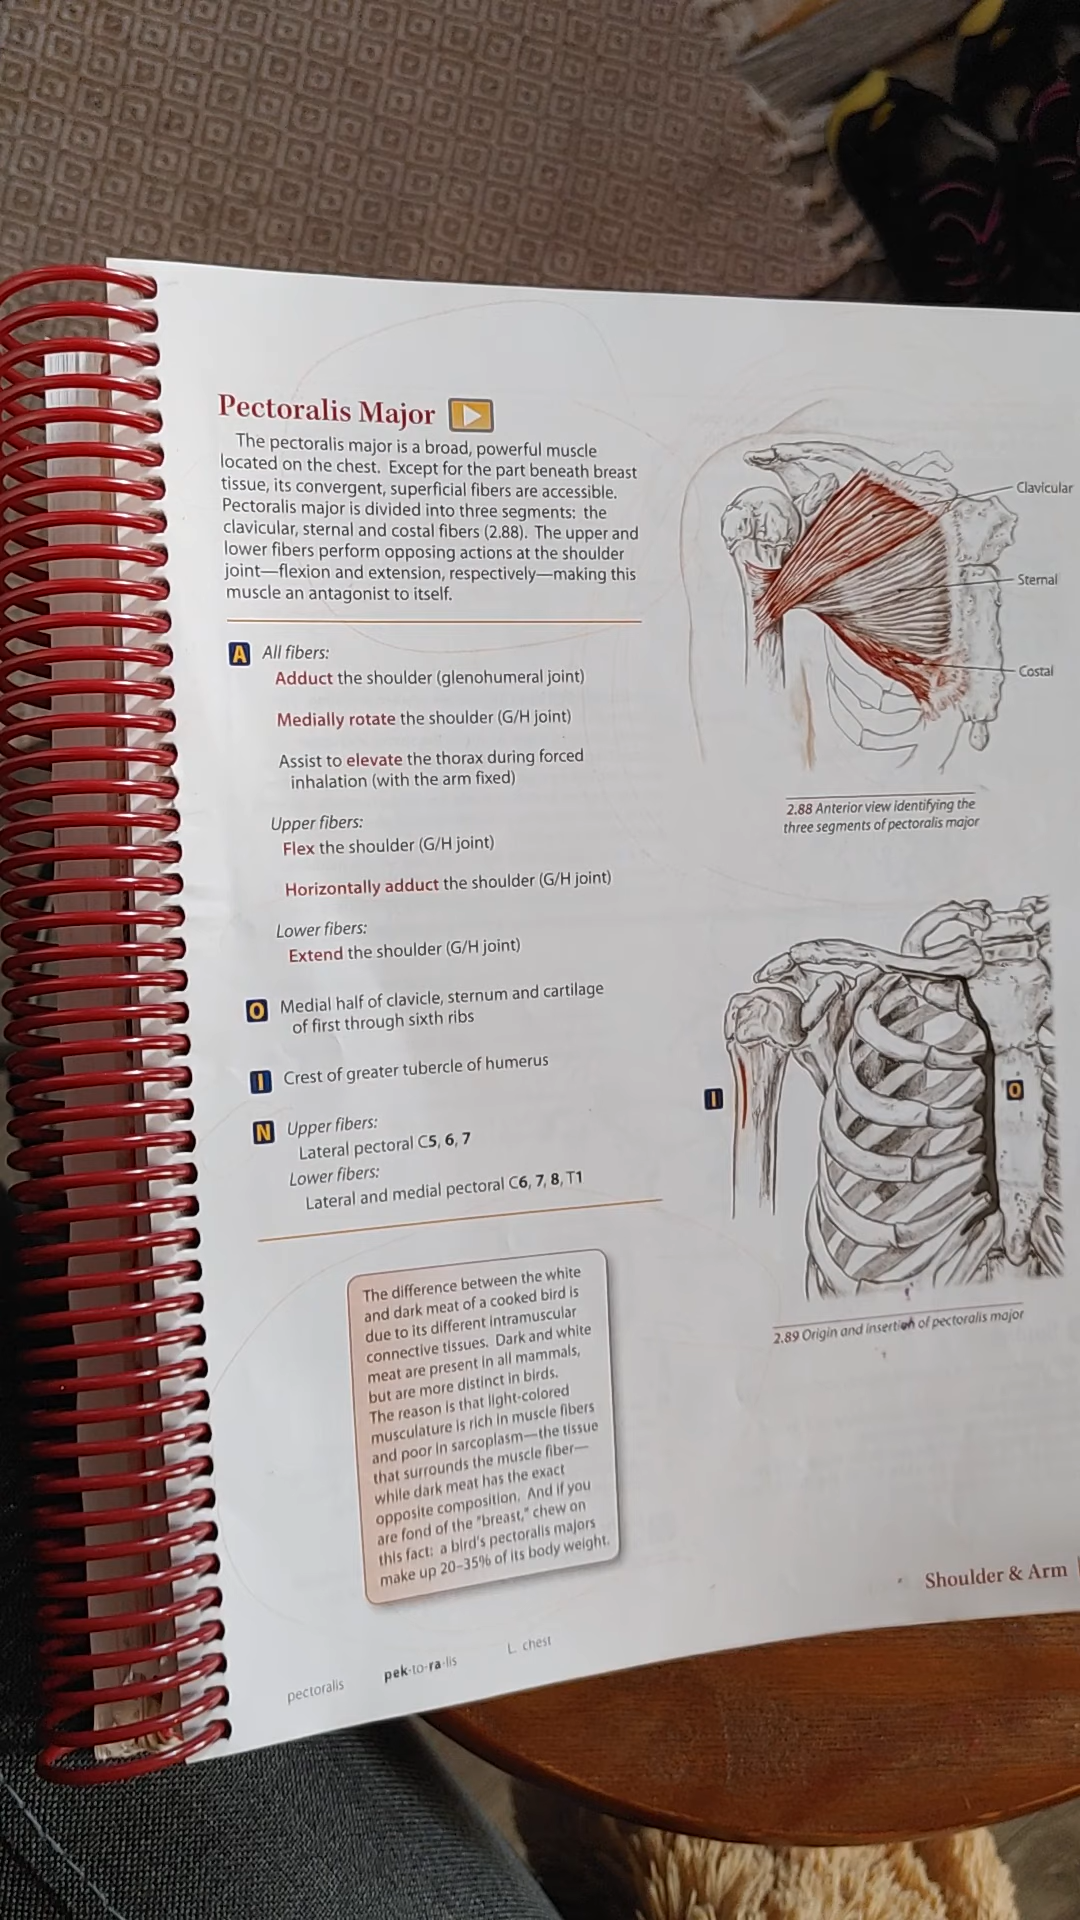 Pectoralis Major
The pectoralis major is a broad, powerful muscle
located on the chest. Except for the part beneath breast
tissue, its convergent, superficial fibers are accessible.
Pectoralis major is divided into three segments: the
clavicular, sternal and costal fibers (2.88). The upper and
lower fibers perform opposing actions at the shoulder
joint—flexion and extension, respectively—making this
muscle an antagonist to itself.
A All fibers:
Adduct the shoulder (glenohumeral joint)
Medially rotate the shoulder (G/H joint)
Assist to elevate the thorax during forced
inhalation (with the arm fixed)
Upper fibers:
Flex the shoulder (G/H joint)
Horizontally adduct the shoulder (G/H joint)
Lower fibers:
Extend the shoulder (G/H joint)
O Medial half of clavicle, sternum and cartilage
of first through sixth ribs
I Crest of greater tubercle of humerus
N Upper fibers:
Lateral pectoral C5, 6, 7
Lower fibers:
Lateral and medial pectoral C6, 7, 8, T1
The difference between the white
and dark meat of a cooked bird is
due to its different intramuscular
connective tissues. Dark and white
meat are present in all mammals,
but are more distinct in birds.
The reason is that light-colored
musculature is rich in muscle fibers
and poor in sarcoplasm—the tissue
that surrounds the muscle fiber—
while dark meat has the exact
opposite composition. And if you
are fond of the "breast," chew on
this fact: a bird's pectoralis majors
make up 20–35% of its body weight.
pectoralis pek-to-ra-lis L. chest
Clavicular
Sternal
Costal
2.88 Anterior view identifying the
three segments of pectoralis major
I
O
2.89 Origin and insertion of pectoralis major
Shoulder & Arm